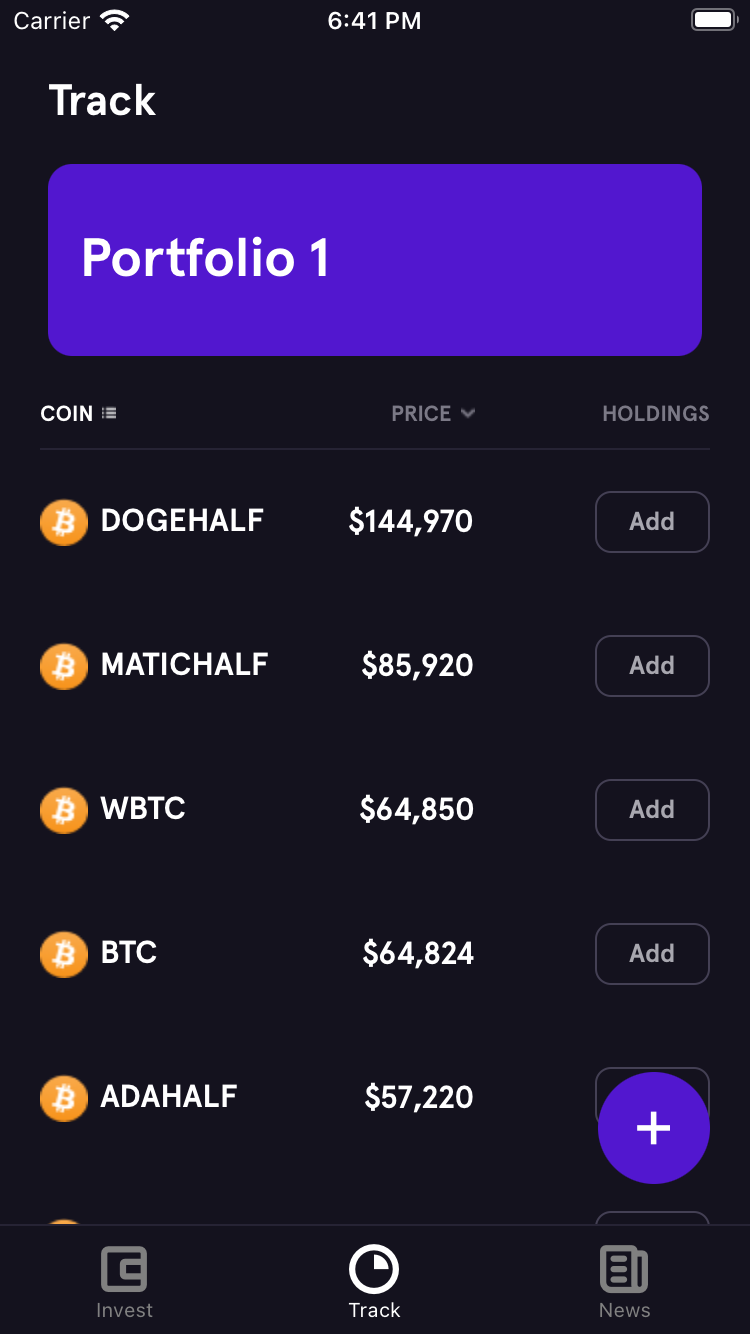 Carrier 6:41 PM
Track
Portfolio 1
COIN PRICE HOLDINGS
DOGEHALF $144,970 Add
MATICHALF $85,920 Add
WBTC $64,850 Add
BTC $64,824 Add
ADAHALF $57,220
Invest Track News